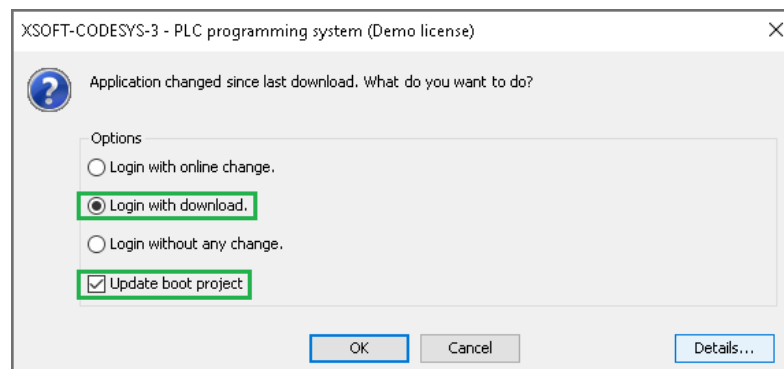 XSOFT-CODESYS-3 - PLC programming system (Demo license)
Application changed since last download. What do you want to do?
Options
Login with online change.
Login with download.
Login without any change.
Update boot project
OK
Cancel
Details...